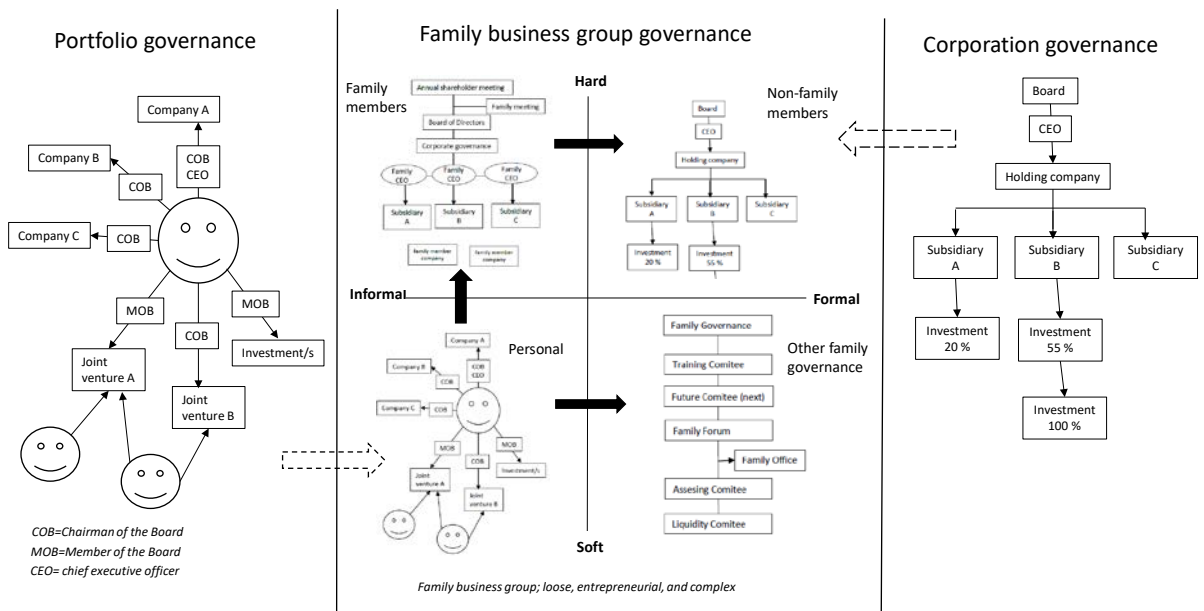 Portfolio governance
Company A
Company B
COB
CEO
COB
Company C
COB
MOB
MOB
COB
Investment/s
Joint
venture A
Joint
venture B
COB=Chairman of the Board
MOB=Member of the Board
CEO= chief executive officer
Family business group governance
Family
members
Hard
Non-family
members
Annual shareholder meeting
Family meeting
Board of Directors
Corporate governance
Family
CEO
Family
CEO
Family
CEO
Subsidiary
A
Subsidiary
B
Subsidiary
C
Family member
company
Family member
company
Board
CEO
Holding company
Subsidiary
A
Subsidiary
B
Subsidiary
C
Investment
20 %
Investment
55 %
Informal
Formal
Personal
Company A
Company B
COB
CEO
COB
Company C
COB
MOB
MOB
COB
Investment/s
Joint
venture A
Joint
venture B
Other family
governance
Family Governance
Training Comitee
Future Comitee (next)
Family Forum
Family Office
Assesing Comitee
Liquidity Comitee
Soft
Family business group; loose, entrepreneurial, and complex
Corporation governance
Board
CEO
Holding company
Subsidiary
A
Subsidiary
B
Subsidiary
C
Investment
20 %
Investment
55 %
Investment
100 %